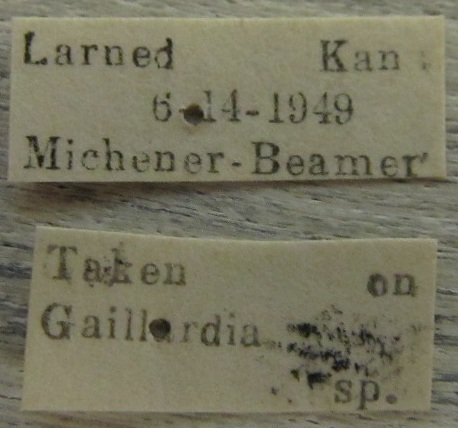 Larned Kan.
6-14-1949
Michener-Beamer
Taken on
Gaillardia
sp.